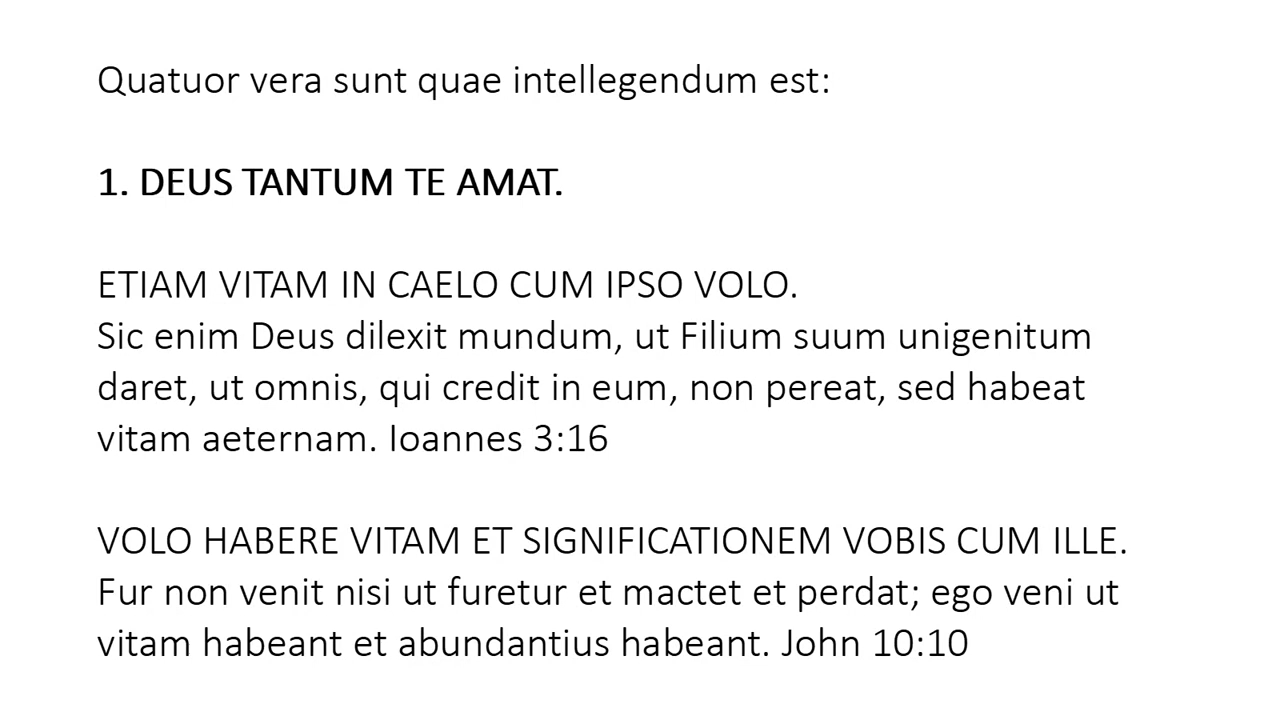 Quatuor vera sunt quae intellegendum est:
1. DEUS TANTUM TE AMAT.
ETIAM VITAM IN CAELO CUM IPSO VOLO.
Sic enim Deus dilexit mundum, ut Filium suum unigenitum
daret, ut omnis, qui credit in eum, non pereat, sed habeat
vitam aeternam. Ioannes 3:16
VOLO HABERE VITAM ET SIGNIFICATIONEM VOBIS CUM ILLE.
Fur non venit nisi ut furetur et mactet et perdat; ego veni ut
vitam habeant et abundantius habeant. John 10:10